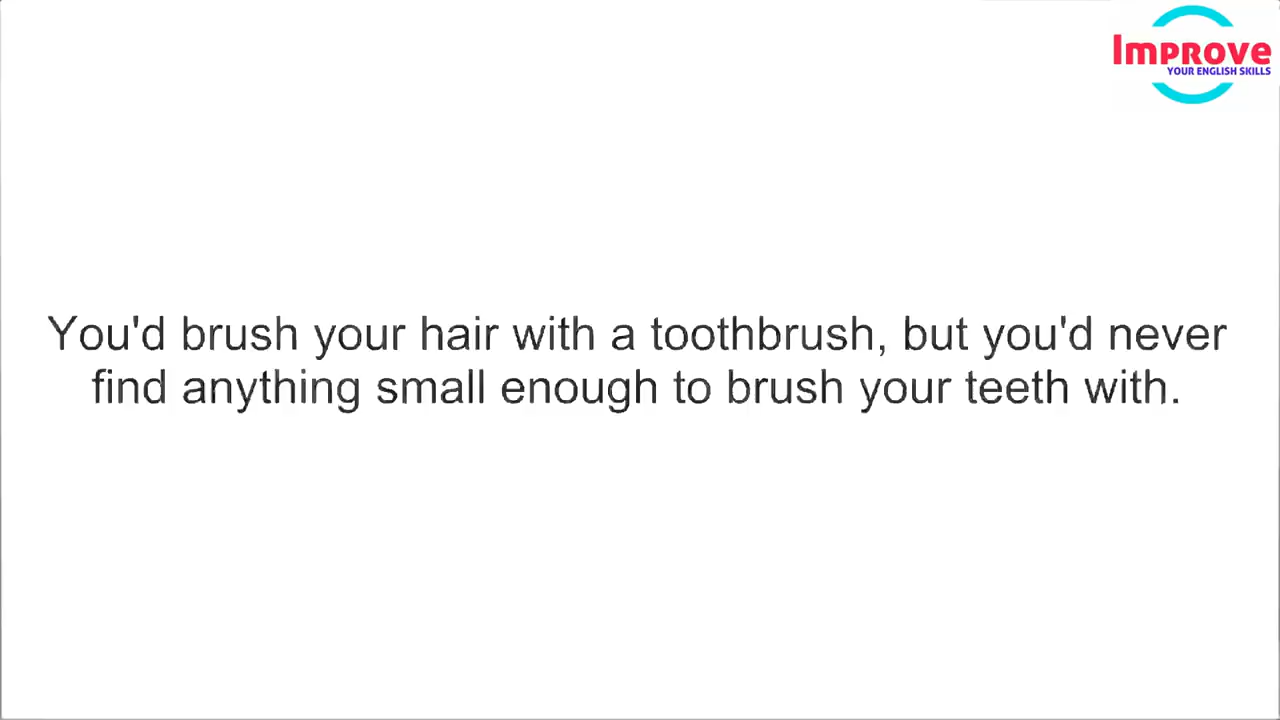 Improve
YOUR ENGLISH SKILLS
You'd brush your hair with a toothbrush, but you'd never
find anything small enough to brush your teeth with.